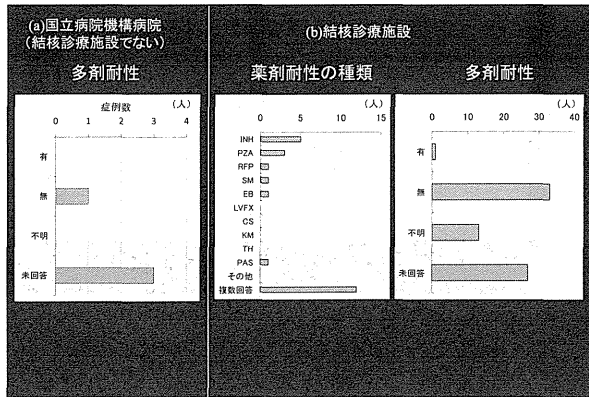 (a)国立病院機構病院
(結核診療施設でない)
多剤耐性
症例数
(人)
0 1 2 3 4
有
無
不明
未回答
(b)結核診療施設
薬剤耐性の種類
(人)
0 5 10 15
INH
PZA
RFP
SM
EB
LVFX
CS
KM
TH
PAS
その他
複数回答
多剤耐性
(人)
0 10 20 30 40
有
無
不明
未回答